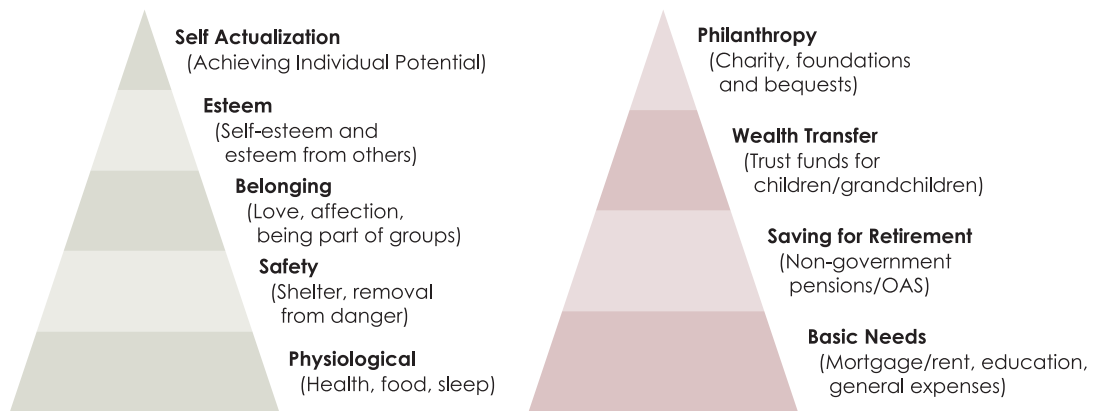 Self Actualization
(Achieving Individual Potential)
Esteem
(Self-esteem and
esteem from others)
Belonging
(Love, affection,
being part of groups)
Safety
(Shelter, removal
from danger)
Physiological
(Health, food, sleep)
Philanthropy
(Charity, foundations
and bequests)
Wealth Transfer
(Trust funds for
children/grandchildren)
Saving for Retirement
(Non-government
pensions/OAS)
Basic Needs
(Mortgage/rent, education,
general expenses)